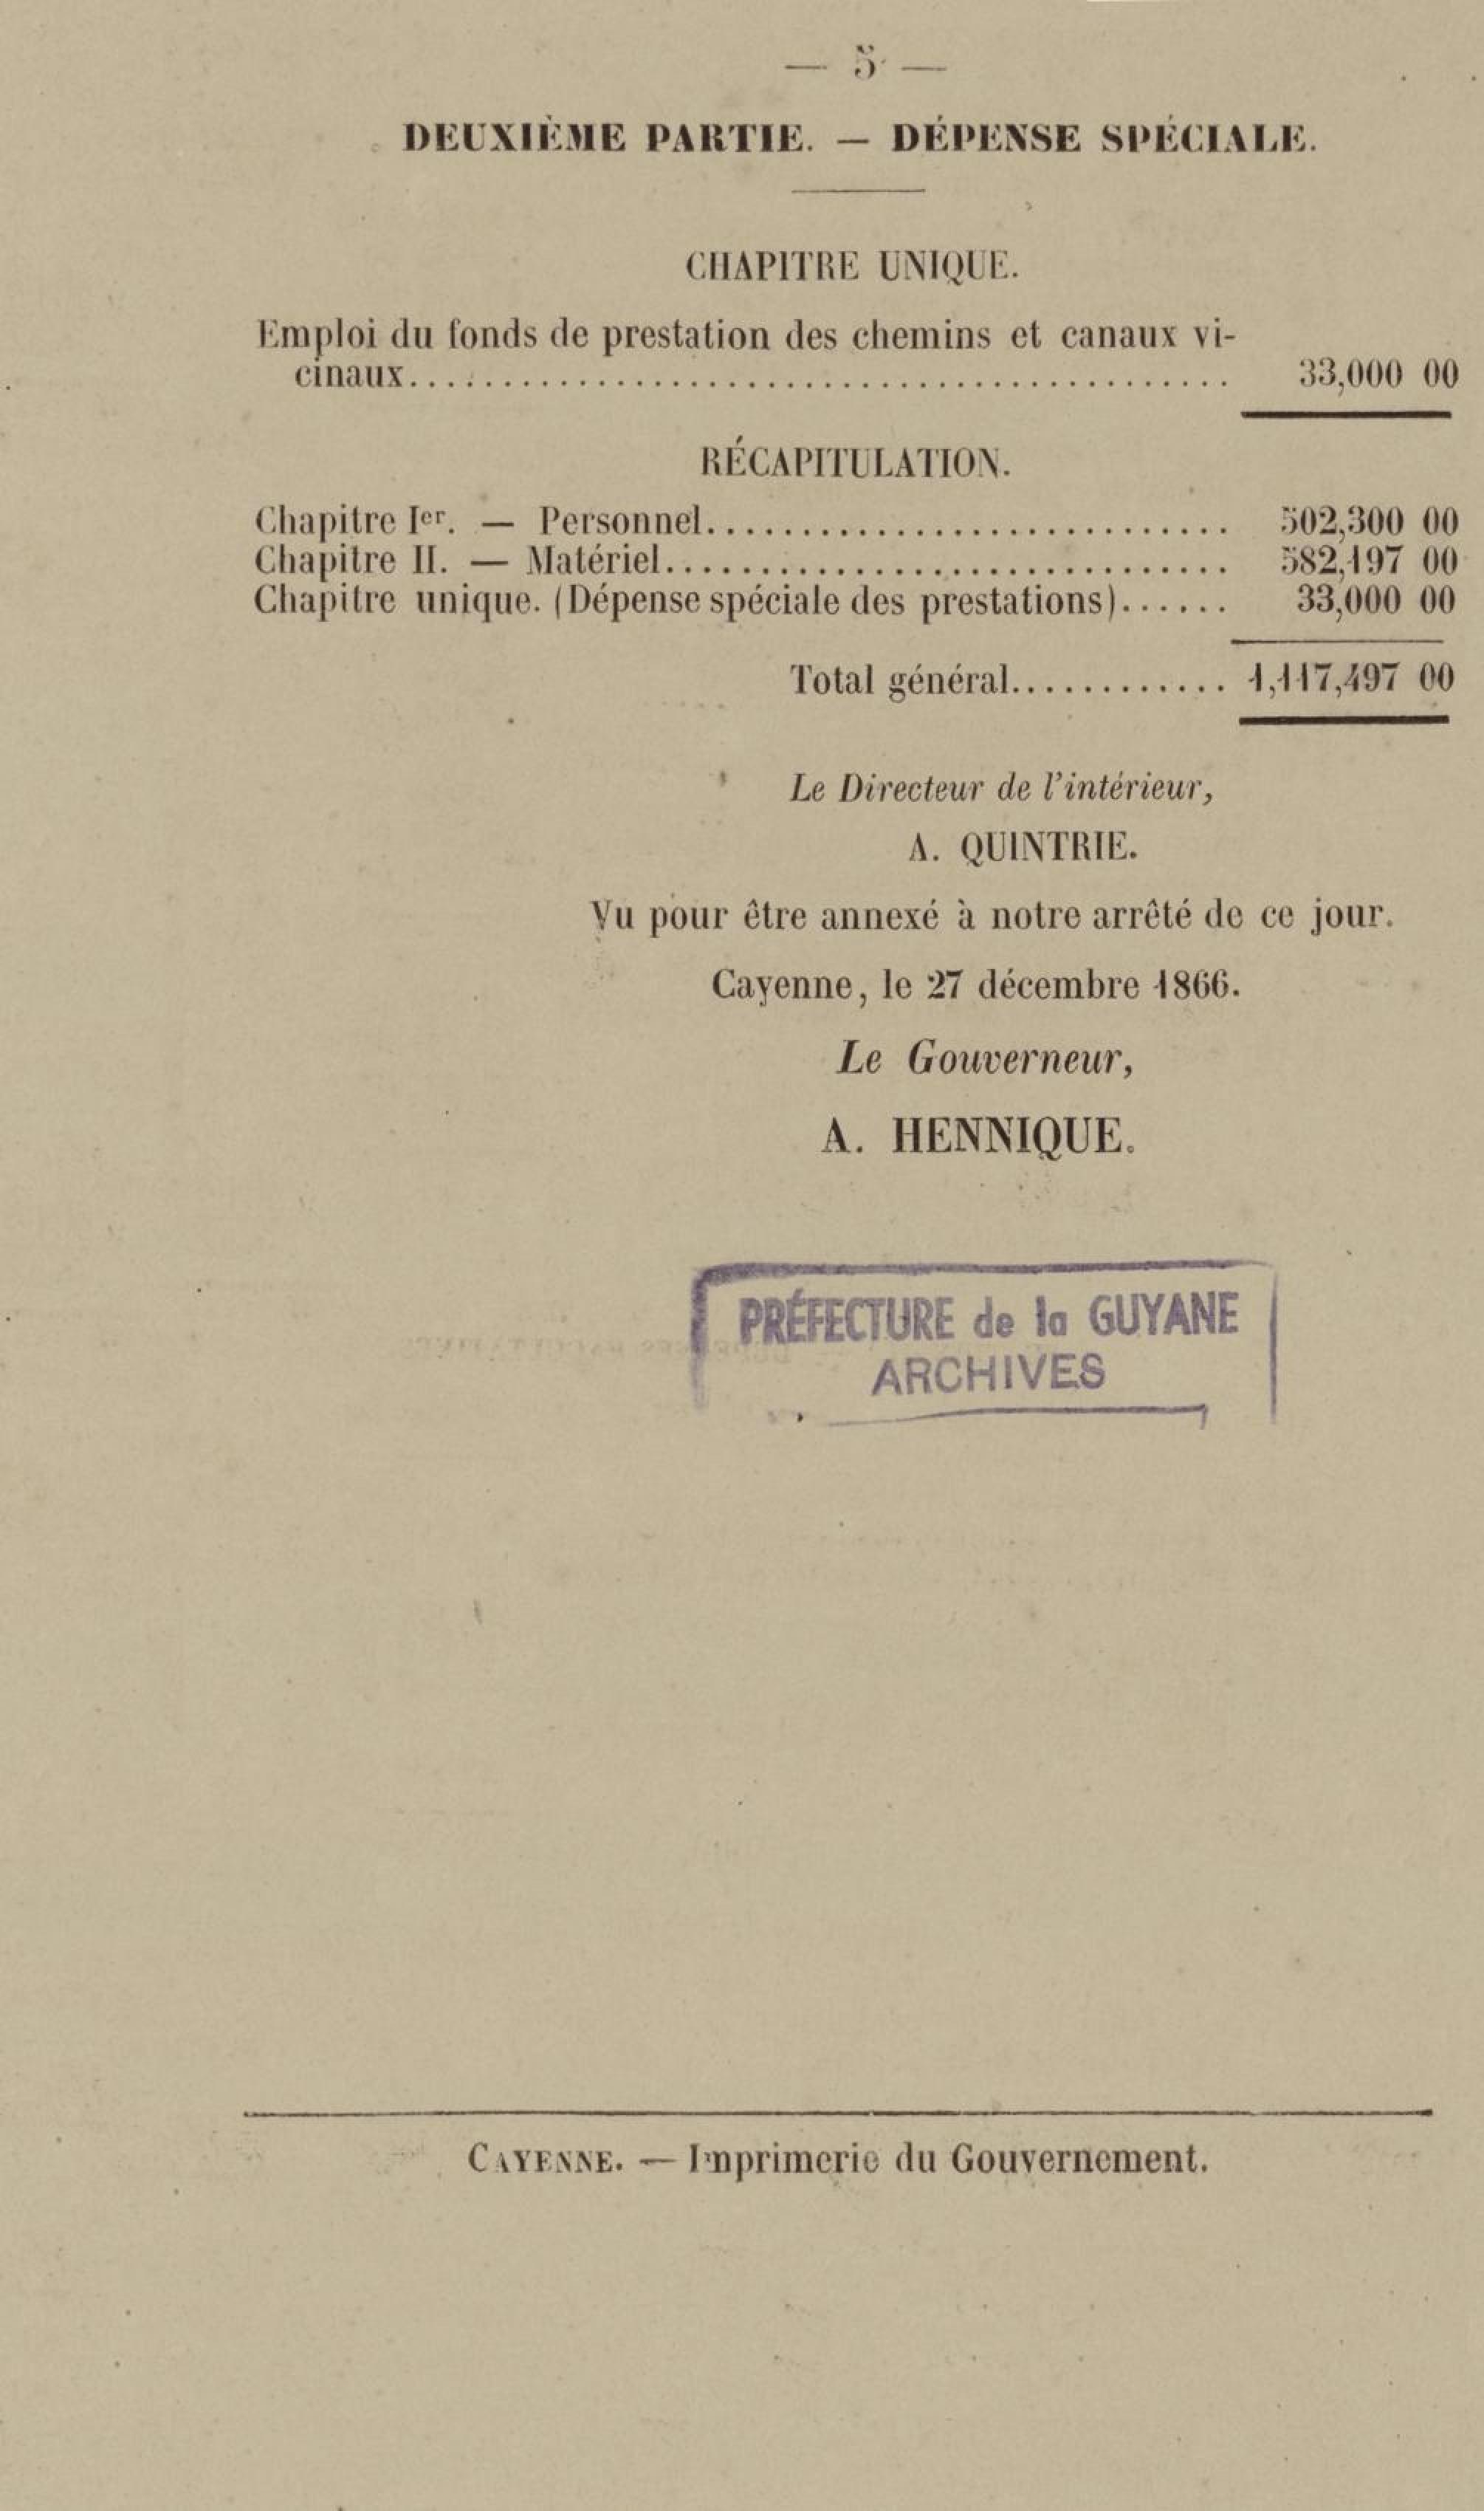 — 5 —
DEUXIÈME PARTIE. — DÉPENSE SPÉCIALE.
CHAPITRE UNIQUE.
Emploi du fonds de prestation des chemins et canaux vi-
cinaux............................................ 33,000 00
RÉCAPITULATION.
Chapitre Ier. — Personnel............................ 502,300 00
Chapitre II. — Matériel.............................. 582,197 00
Chapitre unique. (Dépense spéciale des prestations)...... 33,000 00
Total général............ 1,117,497 00
Le Directeur de l'intérieur,
A. QUINTRIE.
Vu pour être annexé à notre arrêté de ce jour.
Cayenne, le 27 décembre 1866.
Le Gouverneur,
A. HENNIQUE.
PRÉFECTURE de la GUYANE
ARCHIVES
CAYENNE. — Imprimerie du Gouvernement.